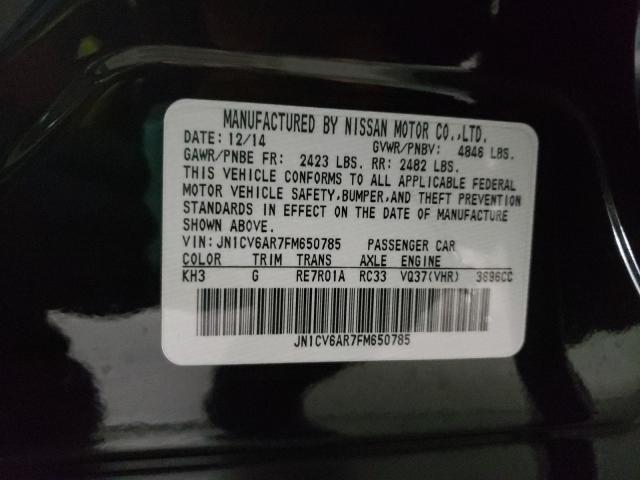 MANUFACTURED BY NISSAN MOTOR CO.,LTD.
DATE: 12/14 GVWR/PNBV: 4846 LBS.
GAWR/PNBE FR: 2423 LBS. RR: 2482 LBS.
THIS VEHICLE CONFORMS TO ALL APPLICABLE FEDERAL
MOTOR VEHICLE SAFETY,BUMPER,AND THEFT PREVENTION
STANDARDS IN EFFECT ON THE DATE OF MANUFACTURE
SHOWN ABOVE.
VIN: JN1CV6AR7FM650785 PASSENGER CAR
COLOR TRIM TRANS AXLE ENGINE
KH3 G RE7R01A RC33 VQ37(VHR) 3696CC
JN1CV6AR7FM650785